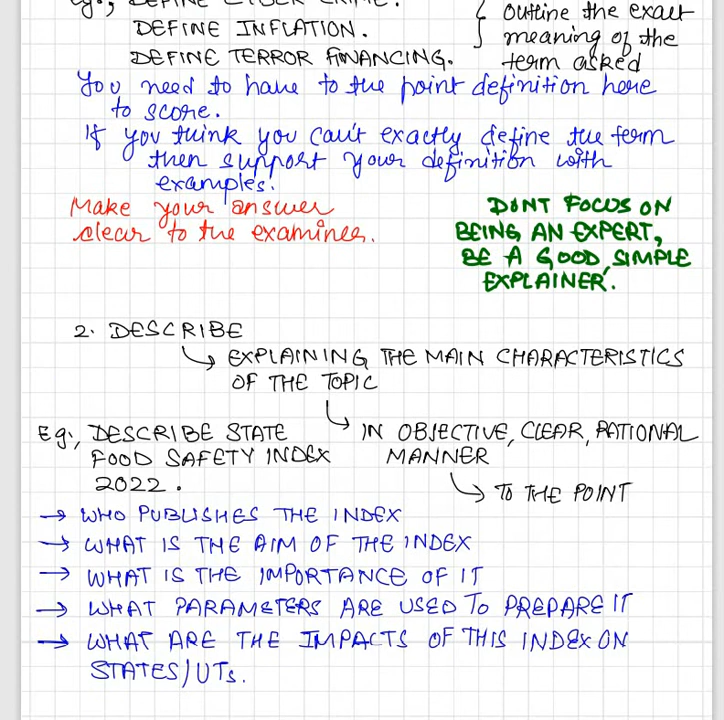 eg., DEFINE CYBER CRIME.
DEFINE INFLATION.
DEFINE TERROR FINANCING.
outline the exact
meaning of the
term asked
You need to have to the point definition here
to score.
If you think you can't exactly define the term
then support your definition with
examples.
Make your answer
clear to the examiner.
DONT FOCUS ON
BEING AN EXPERT,
BE A GOOD, SIMPLE
EXPLAINER.
2. DESCRIBE
EXPLAINING THE MAIN CHARACTERISTICS
OF THE TOPIC
Eg:, DESCRIBE STATE
FOOD SAFETY INDEX
2022.
IN OBJECTIVE, CLEAR, RATIONAL
MANNER
TO THE POINT
→ WHO PUBLISHES THE INDEX
→ WHAT IS THE AIM OF THE INDEX
→ WHAT IS THE IMPORTANCE OF IT
→ WHAT PARAMETERS ARE USED TO PREPARE IT
→ WHAT ARE THE IMPACTS OF THIS INDEX ON
STATES/UTs.